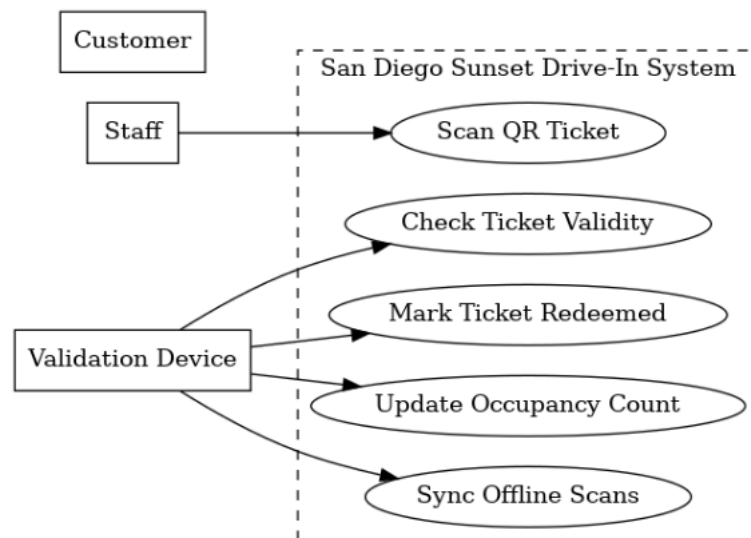 Customer
San Diego Sunset Drive-In System
Staff
Scan QR Ticket
Check Ticket Validity
Mark Ticket Redeemed
Validation Device
Update Occupancy Count
Sync Offline Scans